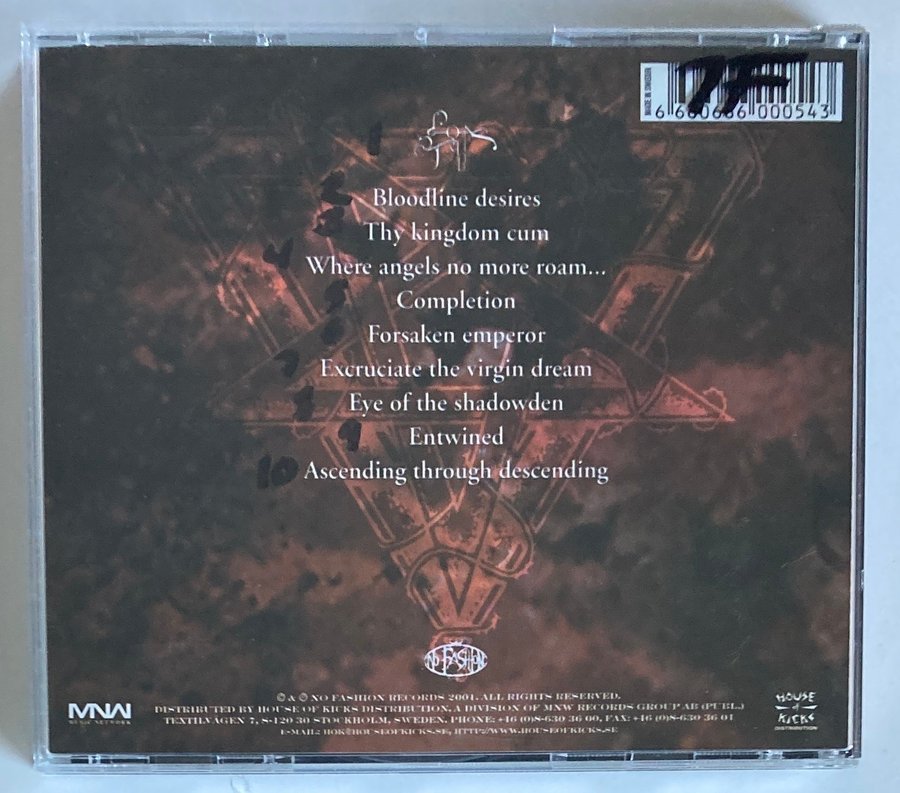 MADE IN SWEDEN
7F
6 660666 000543
1
2 Bloodline desires
3 Thy kingdom cum
4 Where angels no more roam...
5 Completion
6 Forsaken emperor
7 Excruciate the virgin dream
8 Eye of the shadowden
9 Entwined
10 Ascending through descending
NO FASHION
℗ & © NO FASHION RECORDS 2001. ALL RIGHTS RESERVED.
DISTRIBUTED BY HOUSE OF KICKS DISTRIBUTION, A DIVISION OF MNW RECORDS GROUP AB (PUBL.)
TEXTILVÄGEN 7, S-120 30 STOCKHOLM, SWEDEN. PHONE: +46 (0)8-630 36 00, FAX: +46 (0)8-630 36 01
E-MAIL: HOK@HOUSEOFKICKS.SE, HTTP://WWW.HOUSEOFKICKS.SE
MNW
MUSIC NETWORK
HOUSE
of
KICKS
DISTRIBUTION